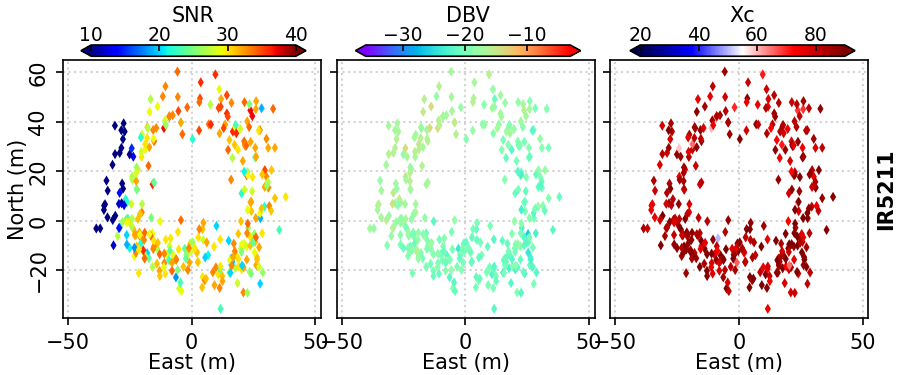 SNR DBV Xc
10 20 30 40 −30 −20 −10 20 40 60 80
60
40
20
0
−20
North (m)
IR5211
−50 0 50 −50 0 50 −50 0 50
East (m) East (m) East (m)